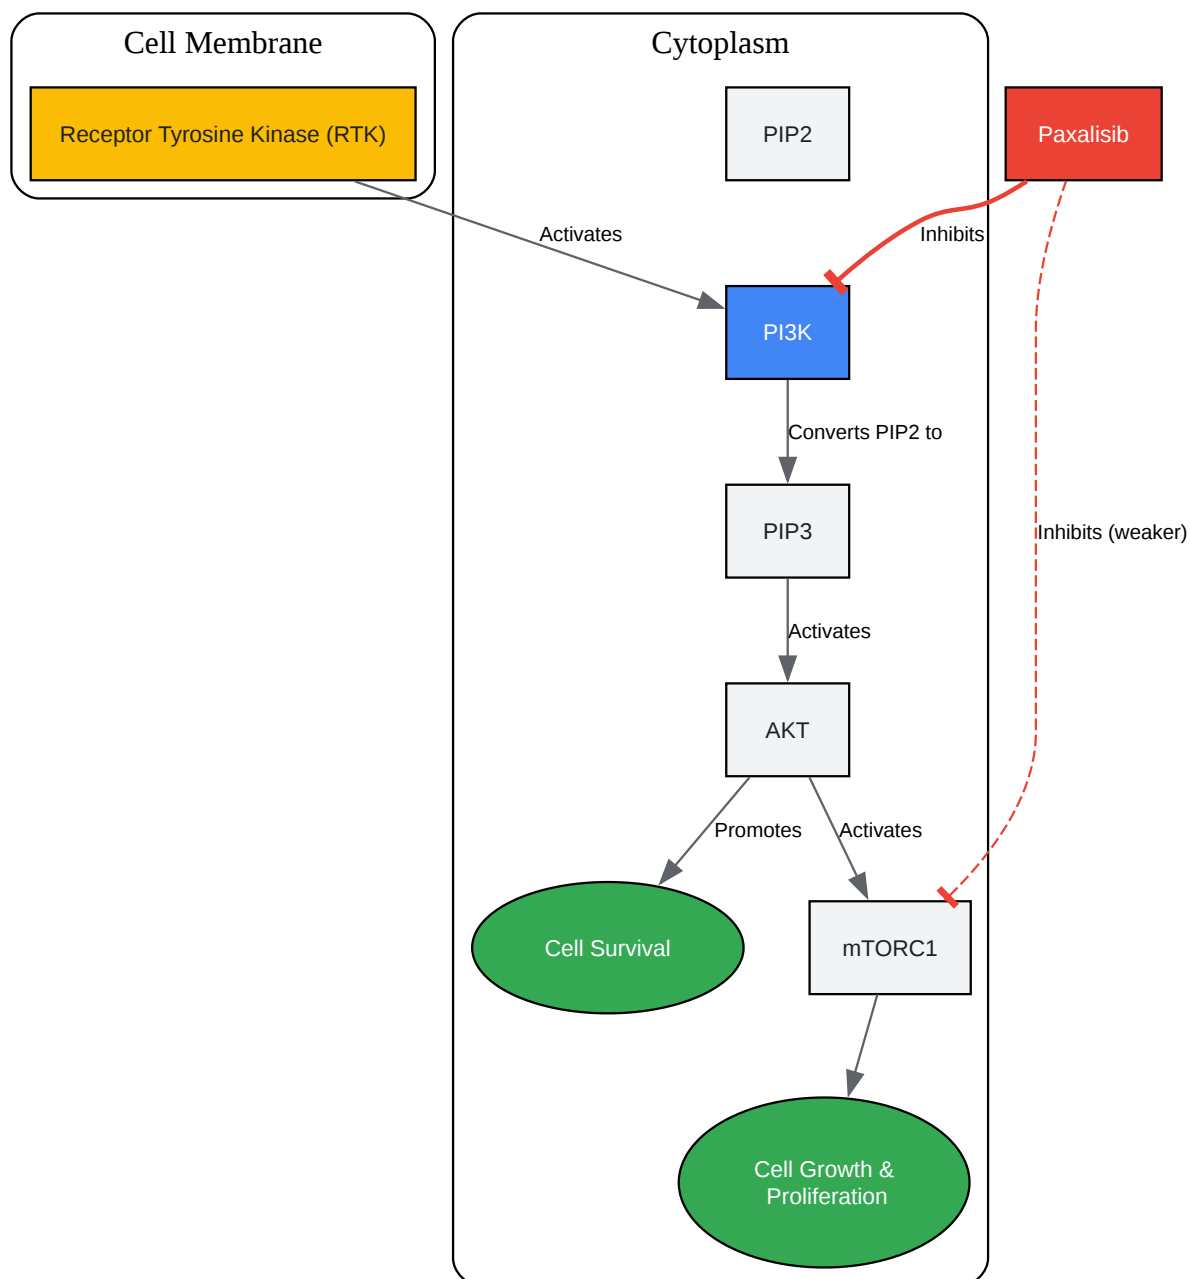 Cell Membrane
Cytoplasm
Receptor Tyrosine Kinase (RTK)
PIP2
Paxalisib
Activates
Inhibits
PI3K
Converts PIP2 to
PIP3
Inhibits (weaker)
Activates
AKT
Promotes
Activates
Cell Survival
mTORC1
Cell Growth &
Proliferation